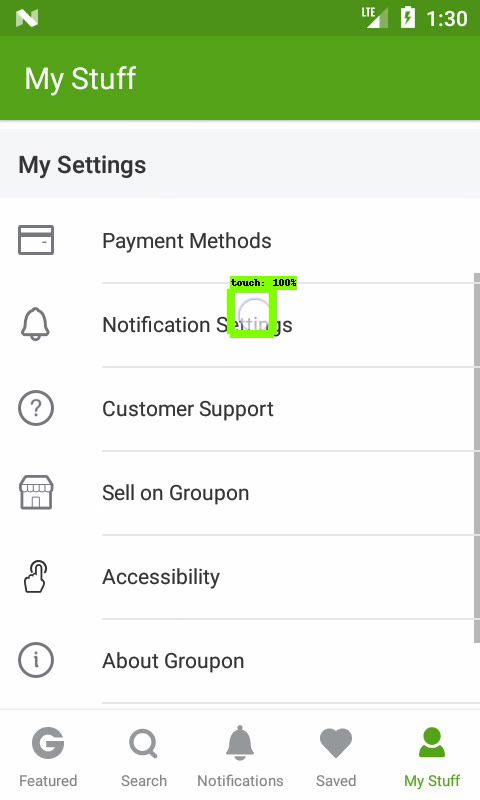 LTE 1:30
My Stuff
My Settings
Payment Methods
touch: 100%
Notification Settings
Customer Support
Sell on Groupon
Accessibility
About Groupon
Featured Search Notifications Saved My Stuff